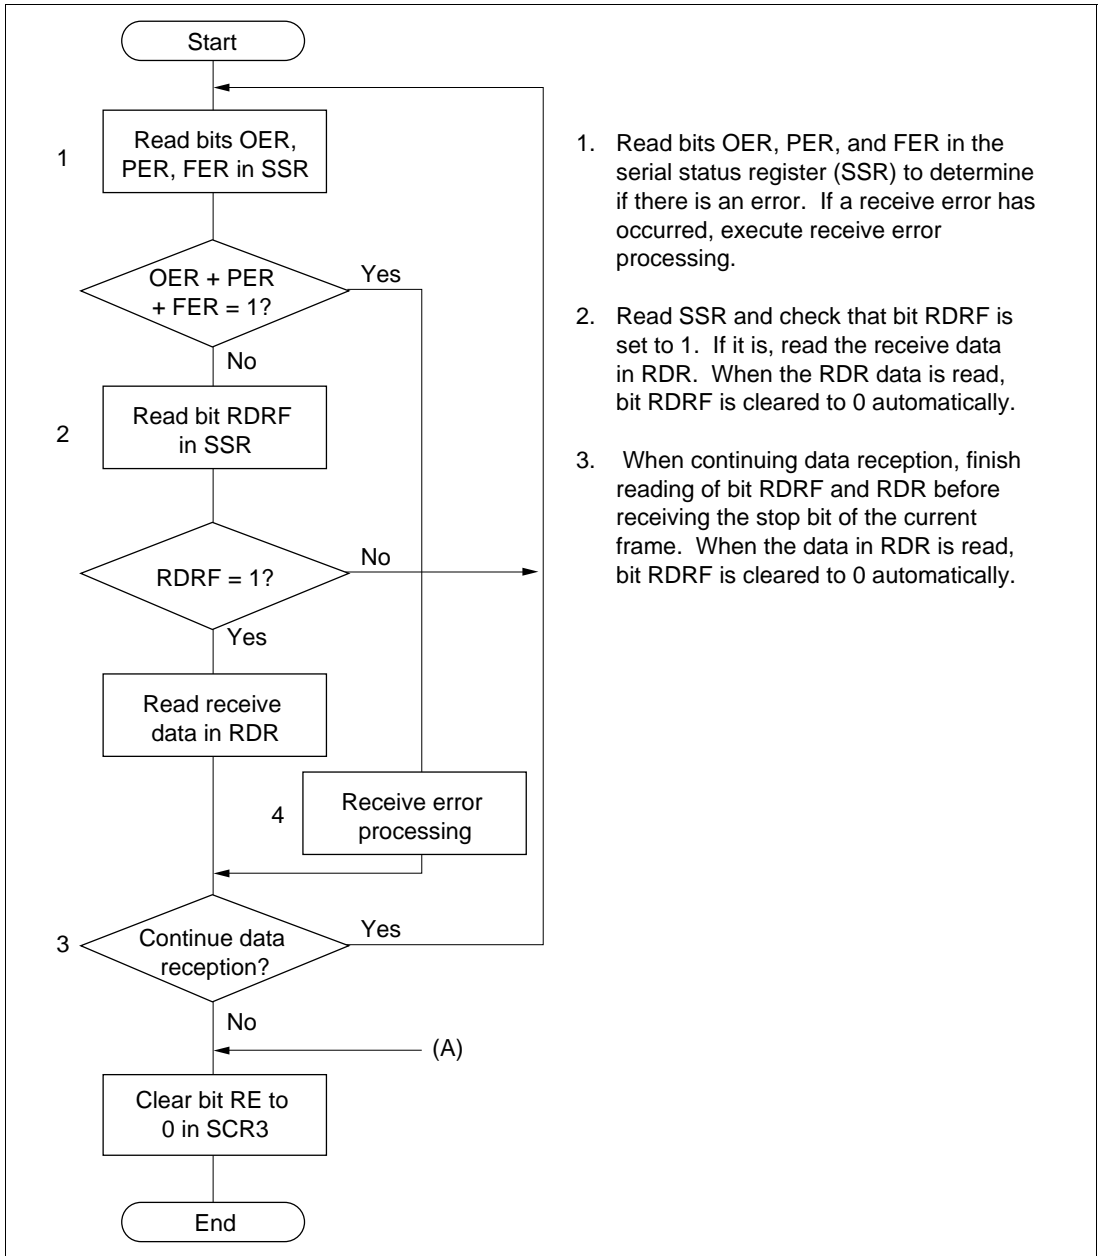 Start
1
Read bits OER,
PER, FER in SSR
OER + PER
+ FER = 1?
Yes
No
2
Read bit RDRF
in SSR
RDRF = 1?
No
Yes
Read receive
data in RDR
4
Receive error
processing
3
Continue data
reception?
Yes
No
(A)
Clear bit RE to
0 in SCR3
End
1. Read bits OER, PER, and FER in the
serial status register (SSR) to determine
if there is an error. If a receive error has
occurred, execute receive error
processing.
2. Read SSR and check that bit RDRF is
set to 1. If it is, read the receive data
in RDR. When the RDR data is read,
bit RDRF is cleared to 0 automatically.
3. When continuing data reception, finish
reading of bit RDRF and RDR before
receiving the stop bit of the current
frame. When the data in RDR is read,
bit RDRF is cleared to 0 automatically.